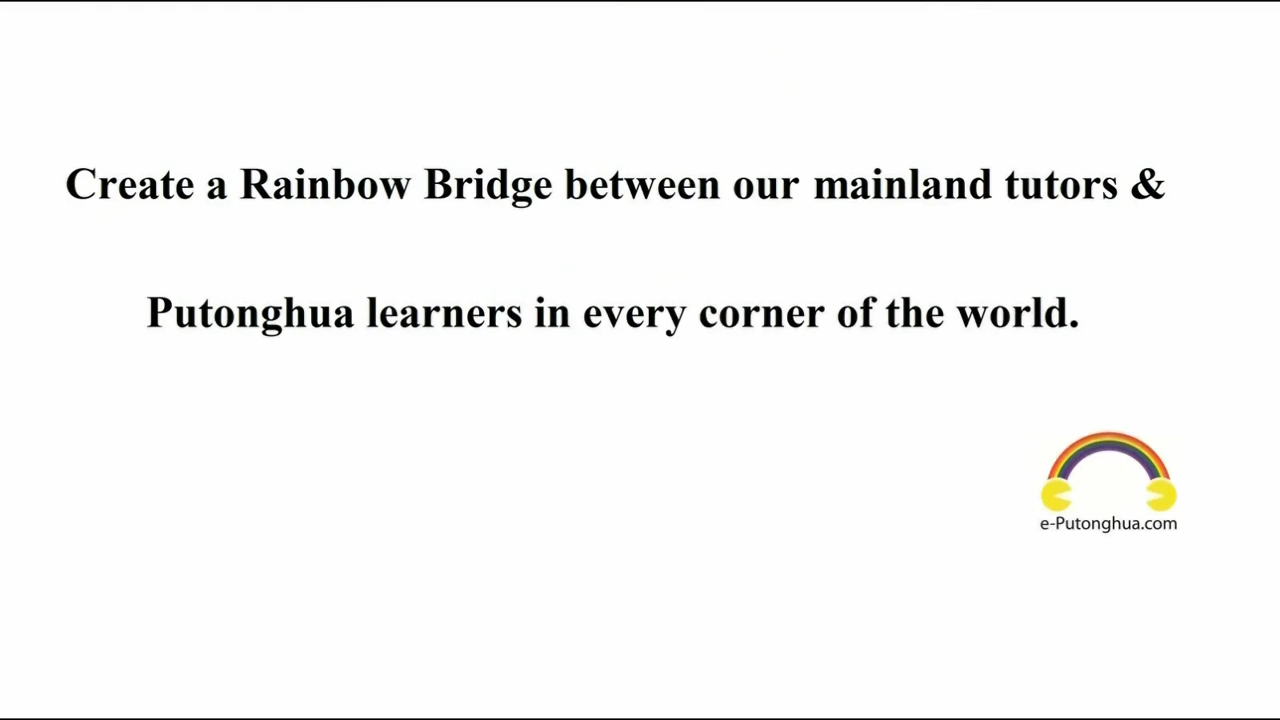 Create a Rainbow Bridge between our mainland tutors &
Putonghua learners in every corner of the world.
e-Putonghua.com